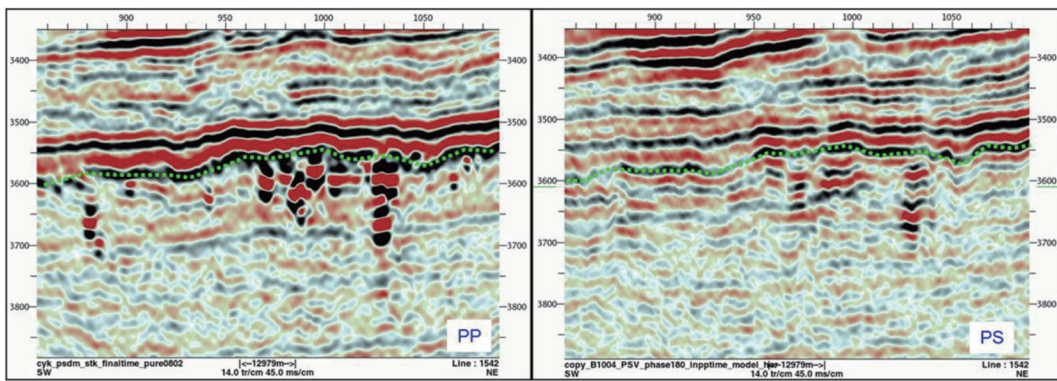 900 950 1000 1050
3400 3400
3500 3500
3600 3600
3700 3700
3800 3800
PP
cyk_psdm_stk_finaltime_pure0802 |<--12979m-->| Line : 1542
SW 14.0 tr/cm 45.0 ms/cm NE
900 950 1000 1050
3400 3400
3500 3500
3600 3600
3700 3700
3800 3800
PS
copy_B1004_PSV_phase180_inpptime_model -12979m-->| Line : 1542
SW 14.0 tr/cm 45.0 ms/cm NE